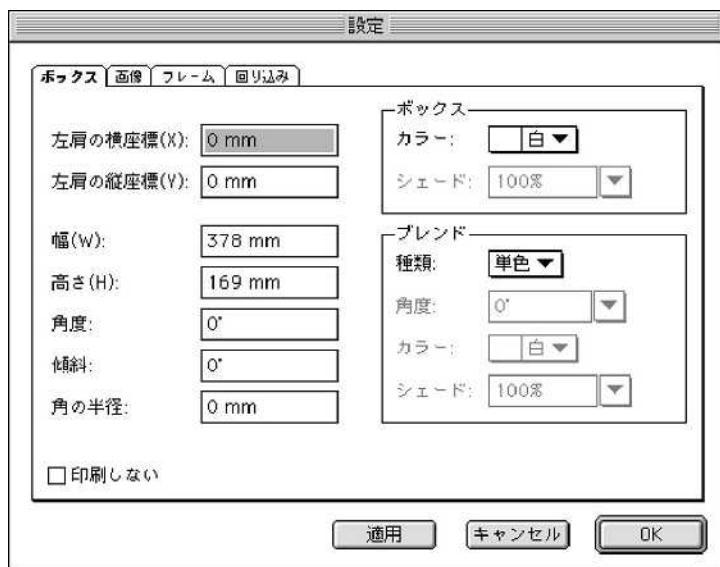 設定
ボックス 画像 フレーム 回り込み
左肩の横座標(X): 0 mm
左肩の縦座標(Y): 0 mm
幅(W): 378 mm
高さ(H): 169 mm
角度: 0°
傾斜: 0°
角の半径: 0 mm
印刷しない
ボックス
カラー: 白
シェード: 100%
ブレンド
種類: 単色
角度: 0°
カラー: 白
シェード: 100%
適用 キャンセル OK